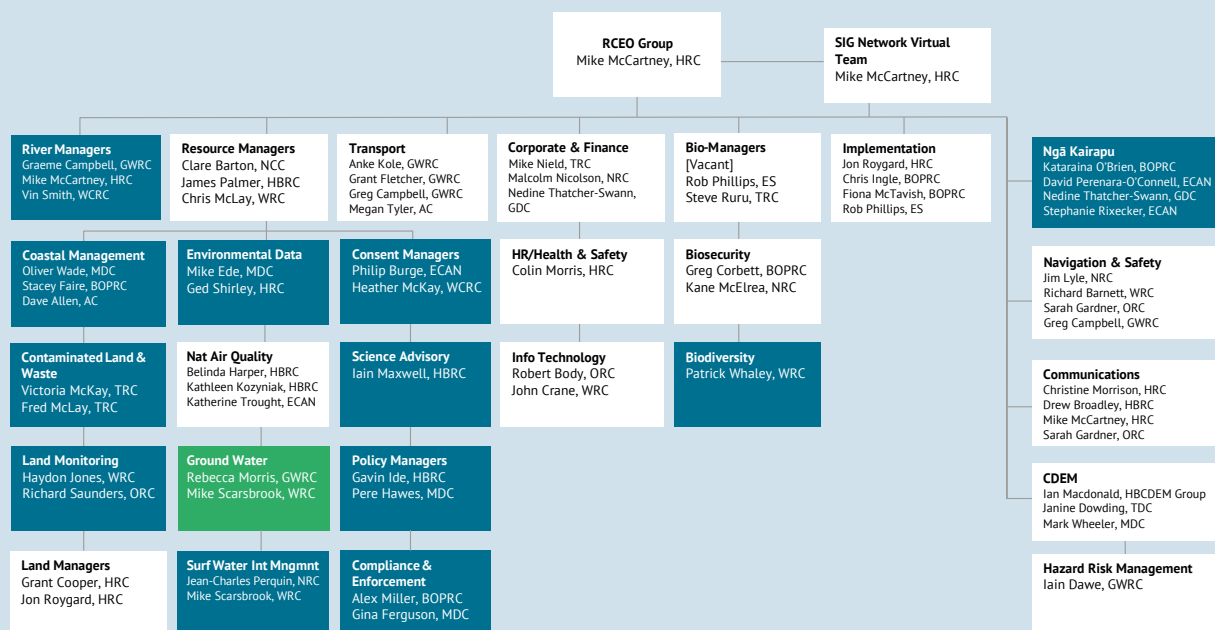 RCEO Group
Mike McCartney, HRC
SIG Network Virtual
Team
Mike McCartney, HRC
River Managers
Graeme Campbell, GWRC
Mike McCartney, HRC
Vin Smith, WCRC
Resource Managers
Clare Barton, NCC
James Palmer, HBRC
Chris McLay, WRC
Transport
Anke Kole, GWRC
Grant Fletcher, GWRC
Greg Campbell, GWRC
Megan Tyler, AC
Corporate & Finance
Mike Nield, TRC
Malcolm Nicolson, NRC
Nedine Thatcher-Swann,
GDC
Bio-Managers
[Vacant]
Rob Phillips, ES
Steve Ruru, TRC
Implementation
Jon Roygard, HRC
Chris Ingle, BOPRC
Fiona McTavish, BOPRC
Rob Phillips, ES
Ngā Kairapu
Kataraina O'Brien, BOPRC
David Perenara-O'Connell, ECAN
Nedine Thatcher-Swann, GDC
Stephanie Rixecker, ECAN
Coastal Management
Oliver Wade, MDC
Stacey Faire, BOPRC
Dave Allen, AC
Environmental Data
Mike Ede, MDC
Ged Shirley, HRC
Consent Managers
Philip Burge, ECAN
Heather McKay, WCRC
HR/Health & Safety
Colin Morris, HRC
Biosecurity
Greg Corbett, BOPRC
Kane McElrea, NRC
Navigation & Safety
Jim Lyle, NRC
Richard Barnett, WRC
Sarah Gardner, ORC
Greg Campbell, GWRC
Contaminated Land &
Waste
Victoria McKay, TRC
Fred McLay, TRC
Nat Air Quality
Belinda Harper, HBRC
Kathleen Kozyniak, HBRC
Katherine Trought, ECAN
Science Advisory
Iain Maxwell, HBRC
Info Technology
Robert Body, ORC
John Crane, WRC
Biodiversity
Patrick Whaley, WRC
Communications
Christine Morrison, HRC
Drew Broadley, HBRC
Mike McCartney, HRC
Sarah Gardner, ORC
Land Monitoring
Haydon Jones, WRC
Richard Saunders, ORC
Ground Water
Rebecca Morris, GWRC
Mike Scarsbrook, WRC
Policy Managers
Gavin Ide, HBRC
Pere Hawes, MDC
CDEM
Ian Macdonald, HBCDEM Group
Janine Dowding, TDC
Mark Wheeler, MDC
Land Managers
Grant Cooper, HRC
Jon Roygard, HRC
Surf Water Int Mngmnt
Jean-Charles Perquin, NRC
Mike Scarsbrook, WRC
Compliance &
Enforcement
Alex Miller, BOPRC
Gina Ferguson, MDC
Hazard Risk Management
Iain Dawe, GWRC